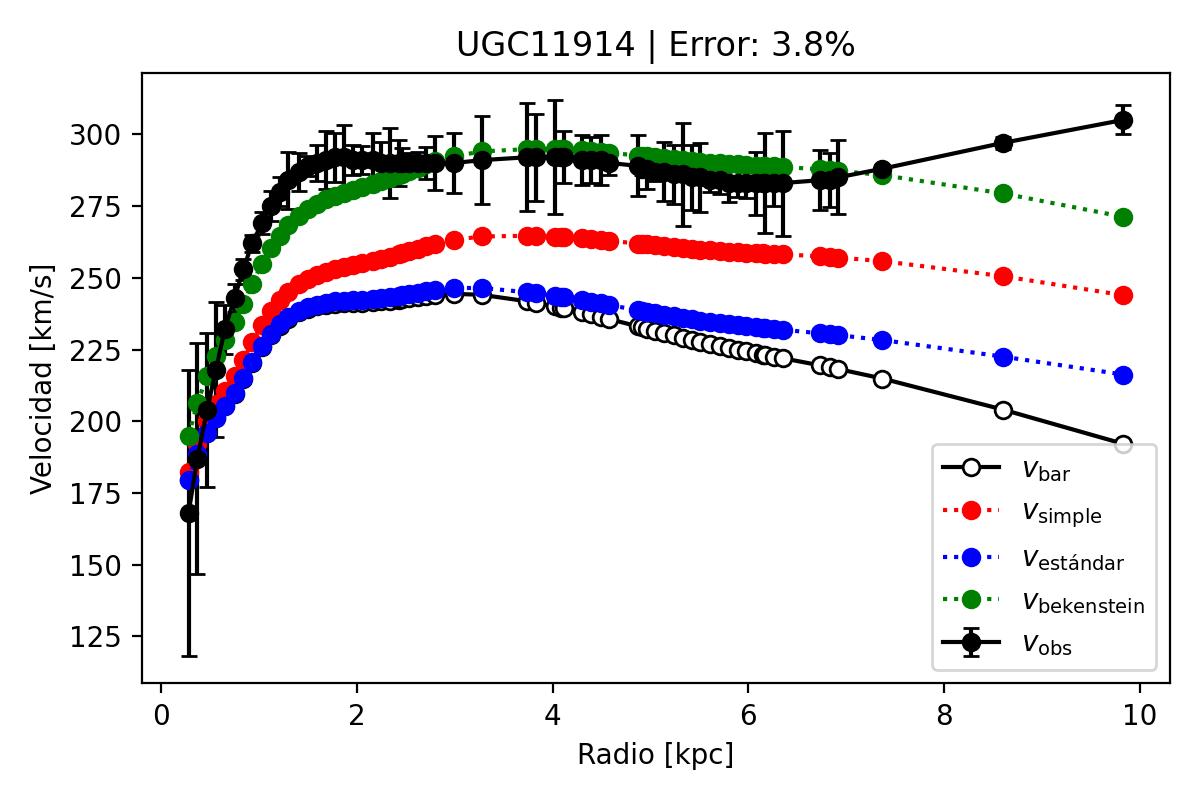 UGC11914 | Error: 3.8%
Velocidad [km/s]
300
275
250
225
200
175
150
125
0 2 4 6 8 10
Radio [kpc]
v_bar
v_simple
v_estándar
v_bekenstein
v_obs